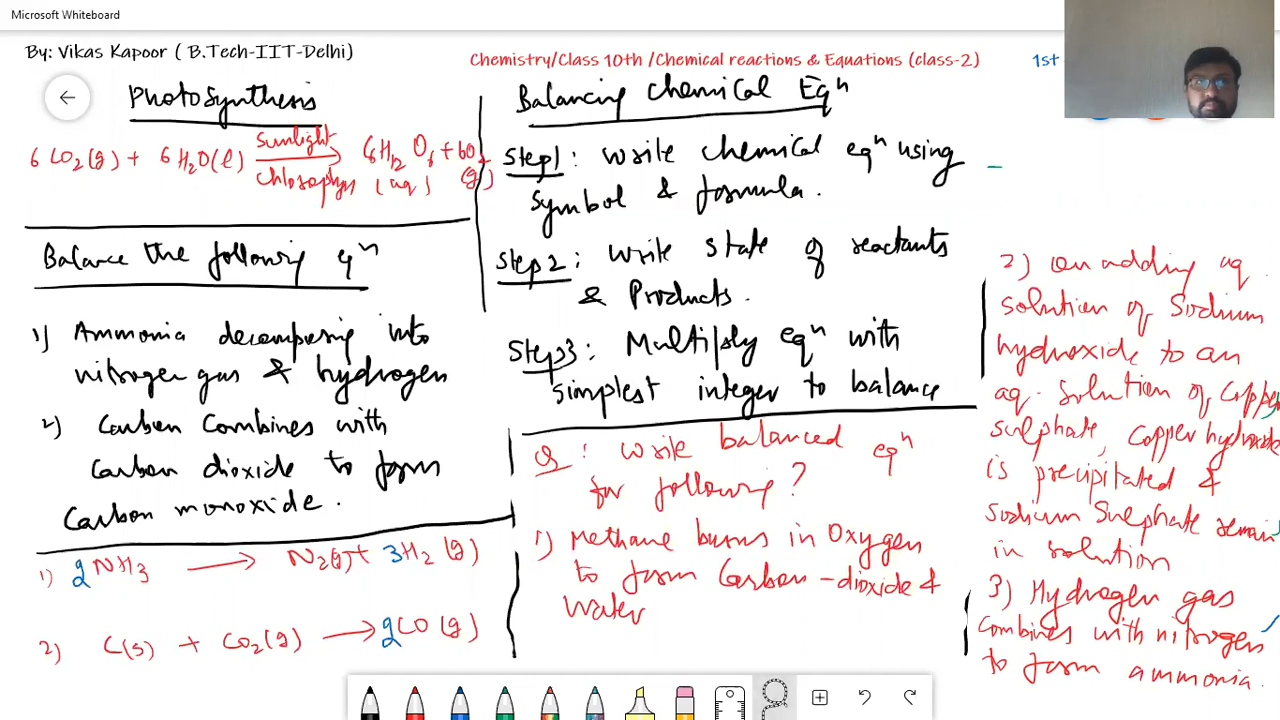 Microsoft Whiteboard
By: Vikas Kapoor ( B.Tech-IIT-Delhi)
Chemistry/Class 10th /Chemical reactions & Equations (class-2)
1st
PhotoSynthesis
6CO2(g) + 6H2O(l) sunlight chlorophyll C6H12O6 + 6O2
(aq) (g)
Balance the following eqn
1) Ammonia decomposing into
nitrogen gas & hydrogen
2) Carbon Combines with
Carbon dioxide to form
Carbon monoxide.
1) 2NH3 → N2(g) + 3H2(g)
2) C(s) + CO2(g) → 2CO(g)
Balancing chemical Eqn
Step1: Write chemical eqn using
symbol & formula.
Step2: Write state of reactants
& Products.
Step3: Multiply eqn with
simplest integer to balance
Q: Write balanced eqn
for following?
1) Methane burns in Oxygen
to form Carbon-dioxide &
Water
2) On adding aq.
solution of Sodium
hydroxide to an
aq. solution of Copper
sulphate, Copper hydroxide
is precipitated &
Sodium Sulphate remain
in solution
3) Hydrogen gas
Combines with nitrogen
to form ammonia.